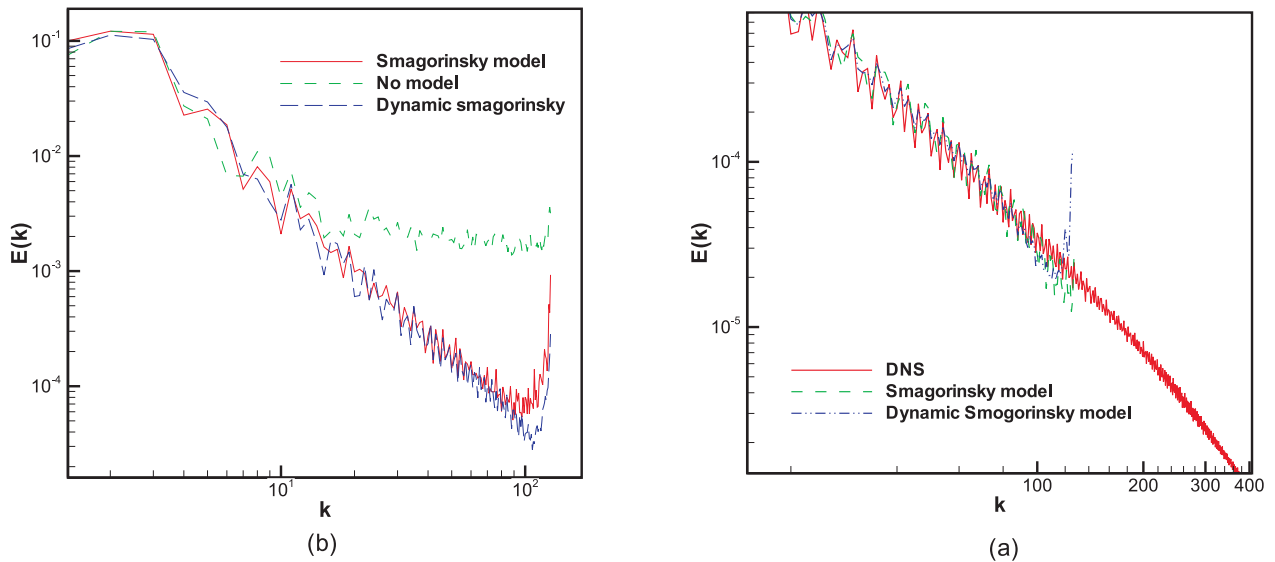 10-1
10-2
10-3
10-4
E(k)
Smagorinsky model
No model
Dynamic smagorinsky
101
102
k
(b)
10-4
10-5
E(k)
DNS
Smagorinsky model
Dynamic Smogorinsky model
100 200 300 400
k
(a)